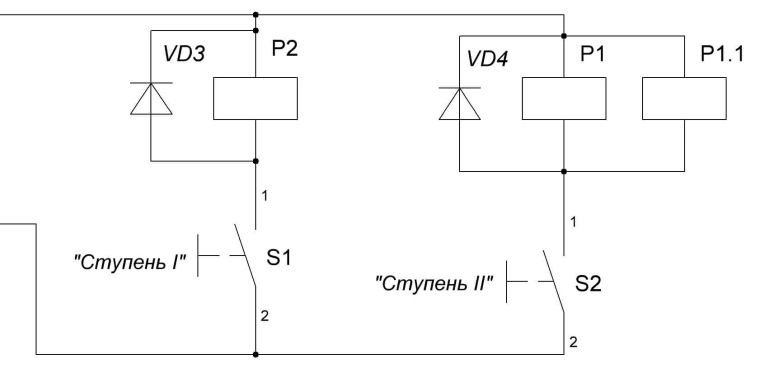 VD3
P2
VD4
P1
P1.1
1
"Ступень I"
S1
2
1
"Ступень II"
S2
2